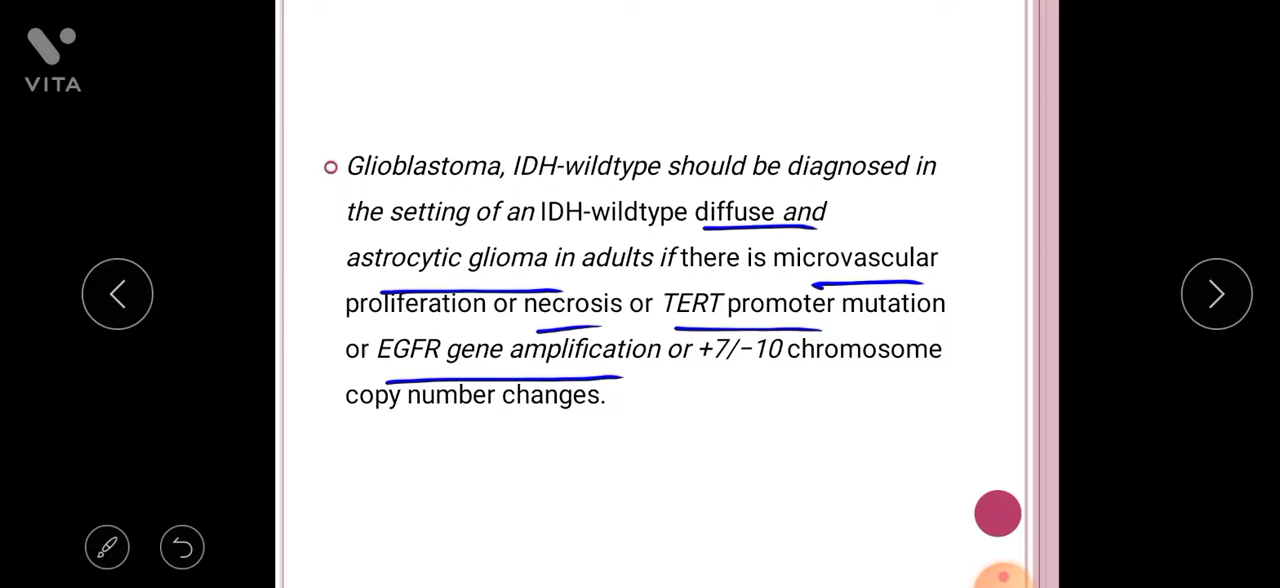 VITA
Glioblastoma, IDH-wildtype should be diagnosed in
the setting of an IDH-wildtype diffuse and
astrocytic glioma in adults if there is microvascular
proliferation or necrosis or TERT promoter mutation
or EGFR gene amplification or +7/−10 chromosome
copy number changes.